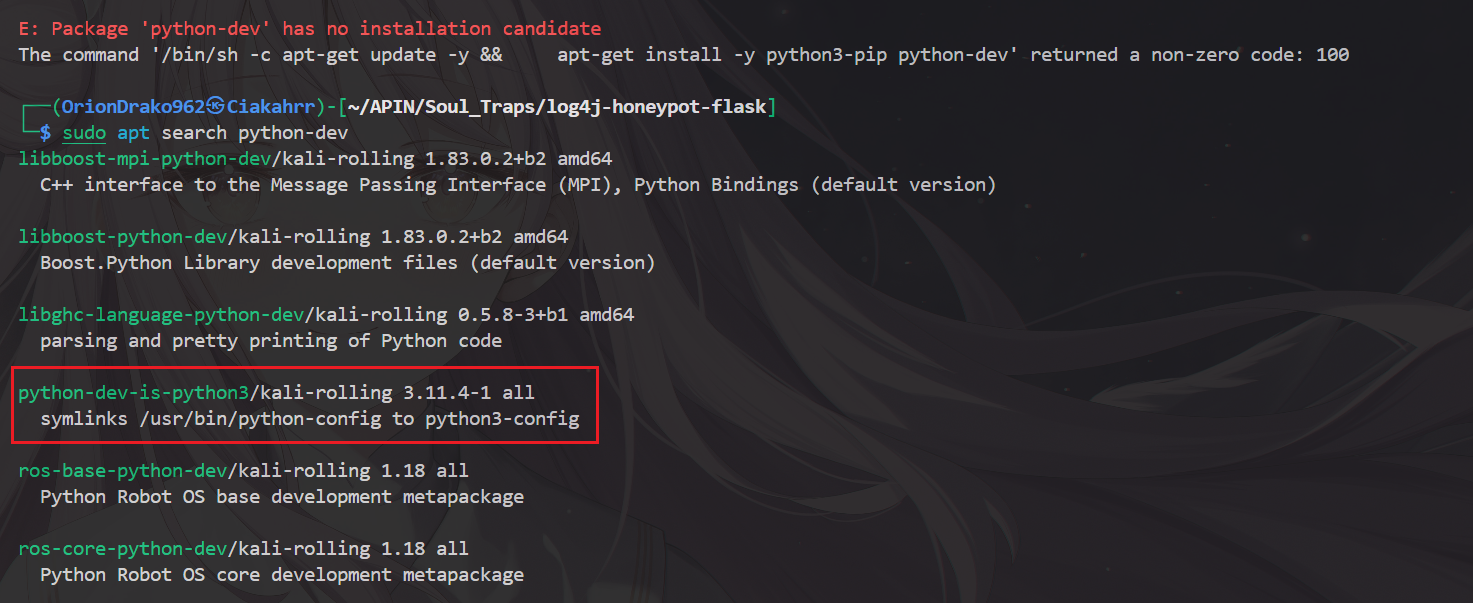 E: Package 'python-dev' has no installation candidate
The command '/bin/sh -c apt-get update -y &&     apt-get install -y python3-pip python-dev' returned a non-zero code: 100
┌──(OrionDrako962㉿Ciakahrr)-[~/APIN/Soul_Traps/log4j-honeypot-flask]
└─$ sudo apt search python-dev
libboost-mpi-python-dev/kali-rolling 1.83.0.2+b2 amd64
  C++ interface to the Message Passing Interface (MPI), Python Bindings (default version)
libboost-python-dev/kali-rolling 1.83.0.2+b2 amd64
  Boost.Python Library development files (default version)
libghc-language-python-dev/kali-rolling 0.5.8-3+b1 amd64
  parsing and pretty printing of Python code
python-dev-is-python3/kali-rolling 3.11.4-1 all
  symlinks /usr/bin/python-config to python3-config
ros-base-python-dev/kali-rolling 1.18 all
  Python Robot OS base development metapackage
ros-core-python-dev/kali-rolling 1.18 all
  Python Robot OS core development metapackage